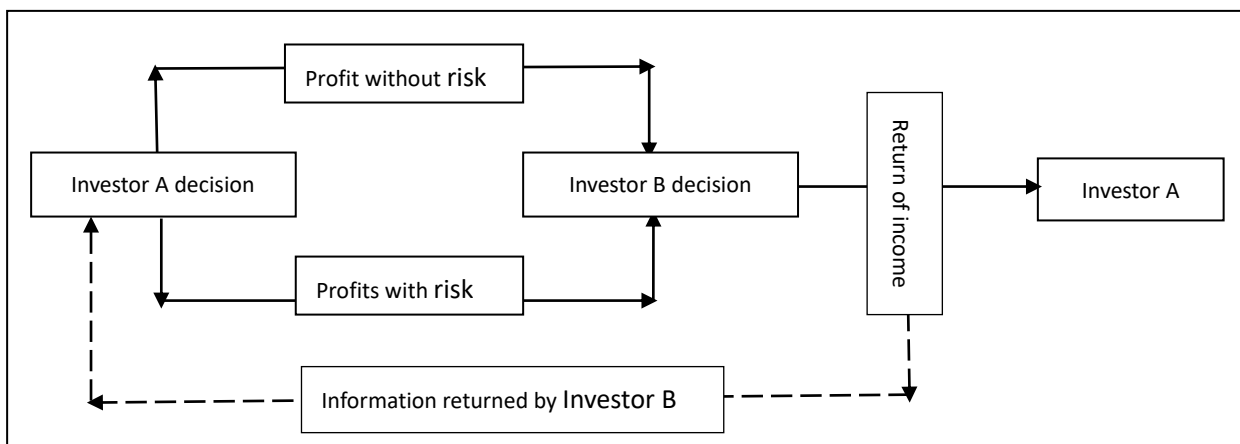 Profit without risk
Investor A decision
Investor B decision
Return of income
Investor A
Profits with risk
Information returned by Investor B